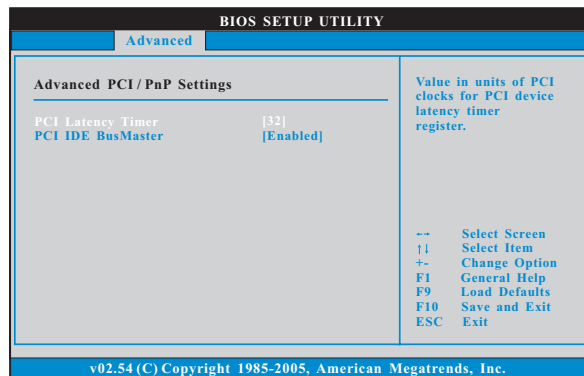 BIOS SETUP UTILITY
Advanced
Advanced PCI / PnP Settings
PCI Latency Timer [32]
PCI IDE BusMaster [Enabled]
Value in units of PCI
clocks for PCI device
latency timer
register.
←→ Select Screen
↑↓ Select Item
+- Change Option
F1 General Help
F9 Load Defaults
F10 Save and Exit
ESC Exit
v02.54 (C) Copyright 1985-2005, American Megatrends, Inc.